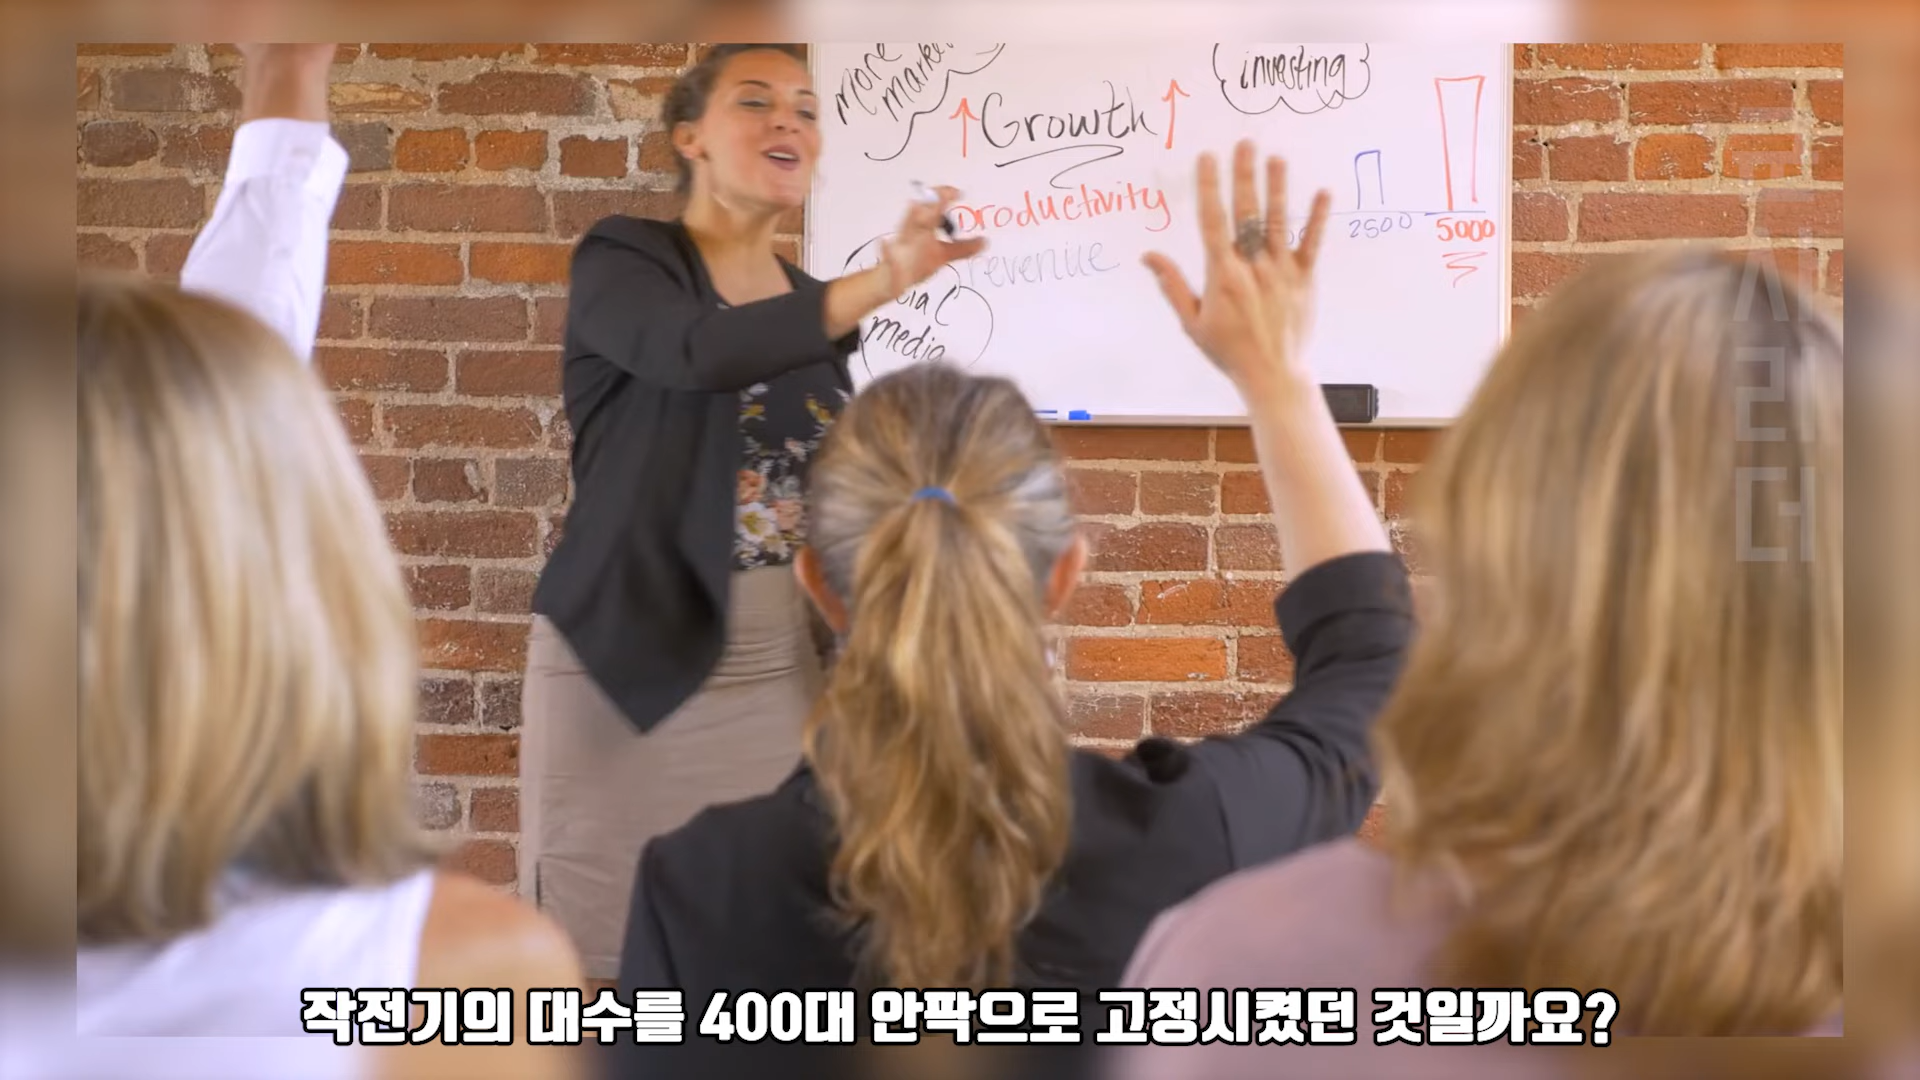 more
market
investing
↑ Growth ↑
productivity
revenue
media
2500
5000
작전기의 대수를 400대 안팎으로 고정시켰던 것일까요?